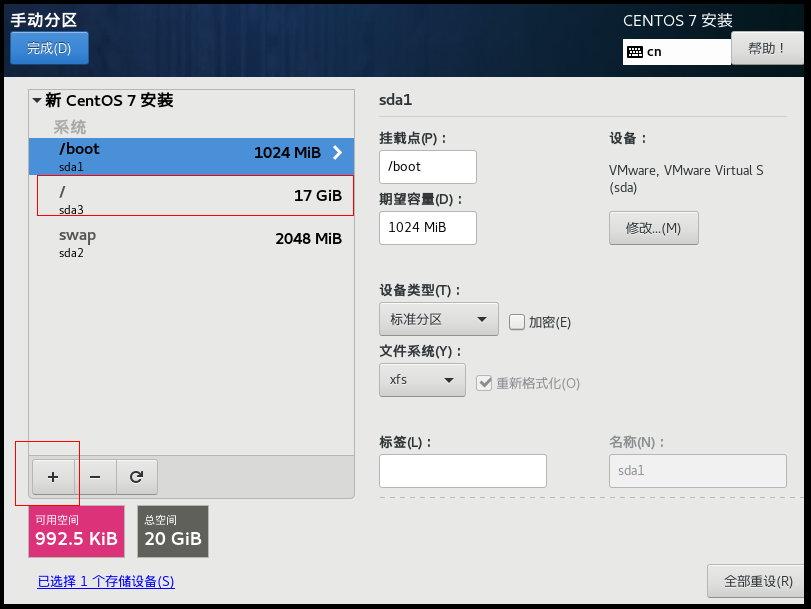 手动分区
CENTOS 7 安装
完成(D)
cn
帮助！
新 CentOS 7 安装
系统
/boot
1024 MiB
sda1
/
17 GiB
sda3
swap
2048 MiB
sda2
+
−
可用空间
992.5 KiB
总空间
20 GiB
已选择 1 个存储设备(S)
sda1
挂载点(P)：
/boot
期望容量(D)：
1024 MiB
设备：
VMware, VMware Virtual S
(sda)
修改...(M)
设备类型(T)：
标准分区
加密(E)
文件系统(Y)：
xfs
重新格式化(O)
标签(L)：
名称(N)：
sda1
全部重设(R)